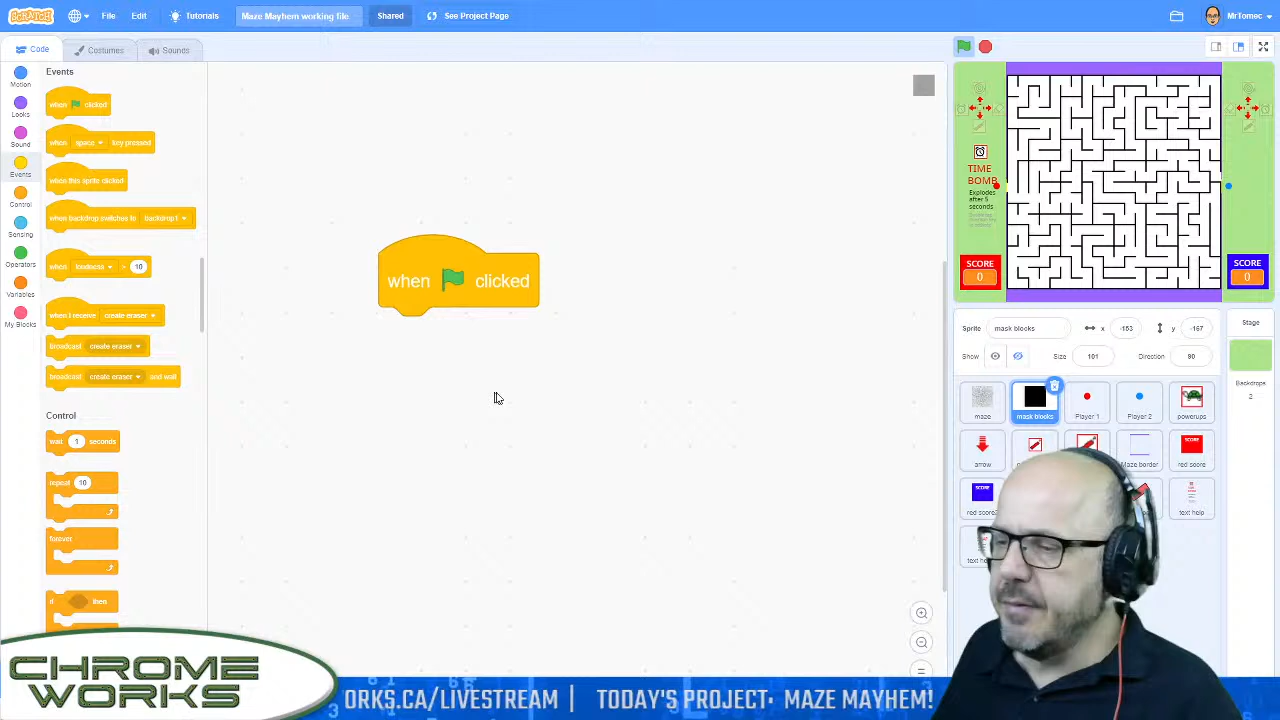 SCRATCH File Edit Tutorials Maze Mayhem working file Shared See Project Page MrTomec
Code Costumes Sounds
Motion
Looks
Sound
Events
Control
Sensing
Operators
Variables
My Blocks
Events
when clicked
when space key pressed
when this sprite clicked
when backdrop switches to backdrop1
when loudness > 10
when I receive create eraser
broadcast create eraser
broadcast create eraser and wait
Control
wait 1 seconds
repeat 10
forever
if then
when clicked
TIME
BOMB
Explodes
after 5
seconds
SCORE
0
SCORE
0
Sprite mask blocks x -153 y -167
Show Size 101 Direction 90
Stage
Backdrops
2
maze mask blocks Player 1 Player 2 powerups
arrow Maze border red score
SCORE
SCORE
red score text help
text
CHROME
WORKS
ORKS.CA/LIVESTREAM | TODAY'S PROJECT: MAZE MAYHEM!